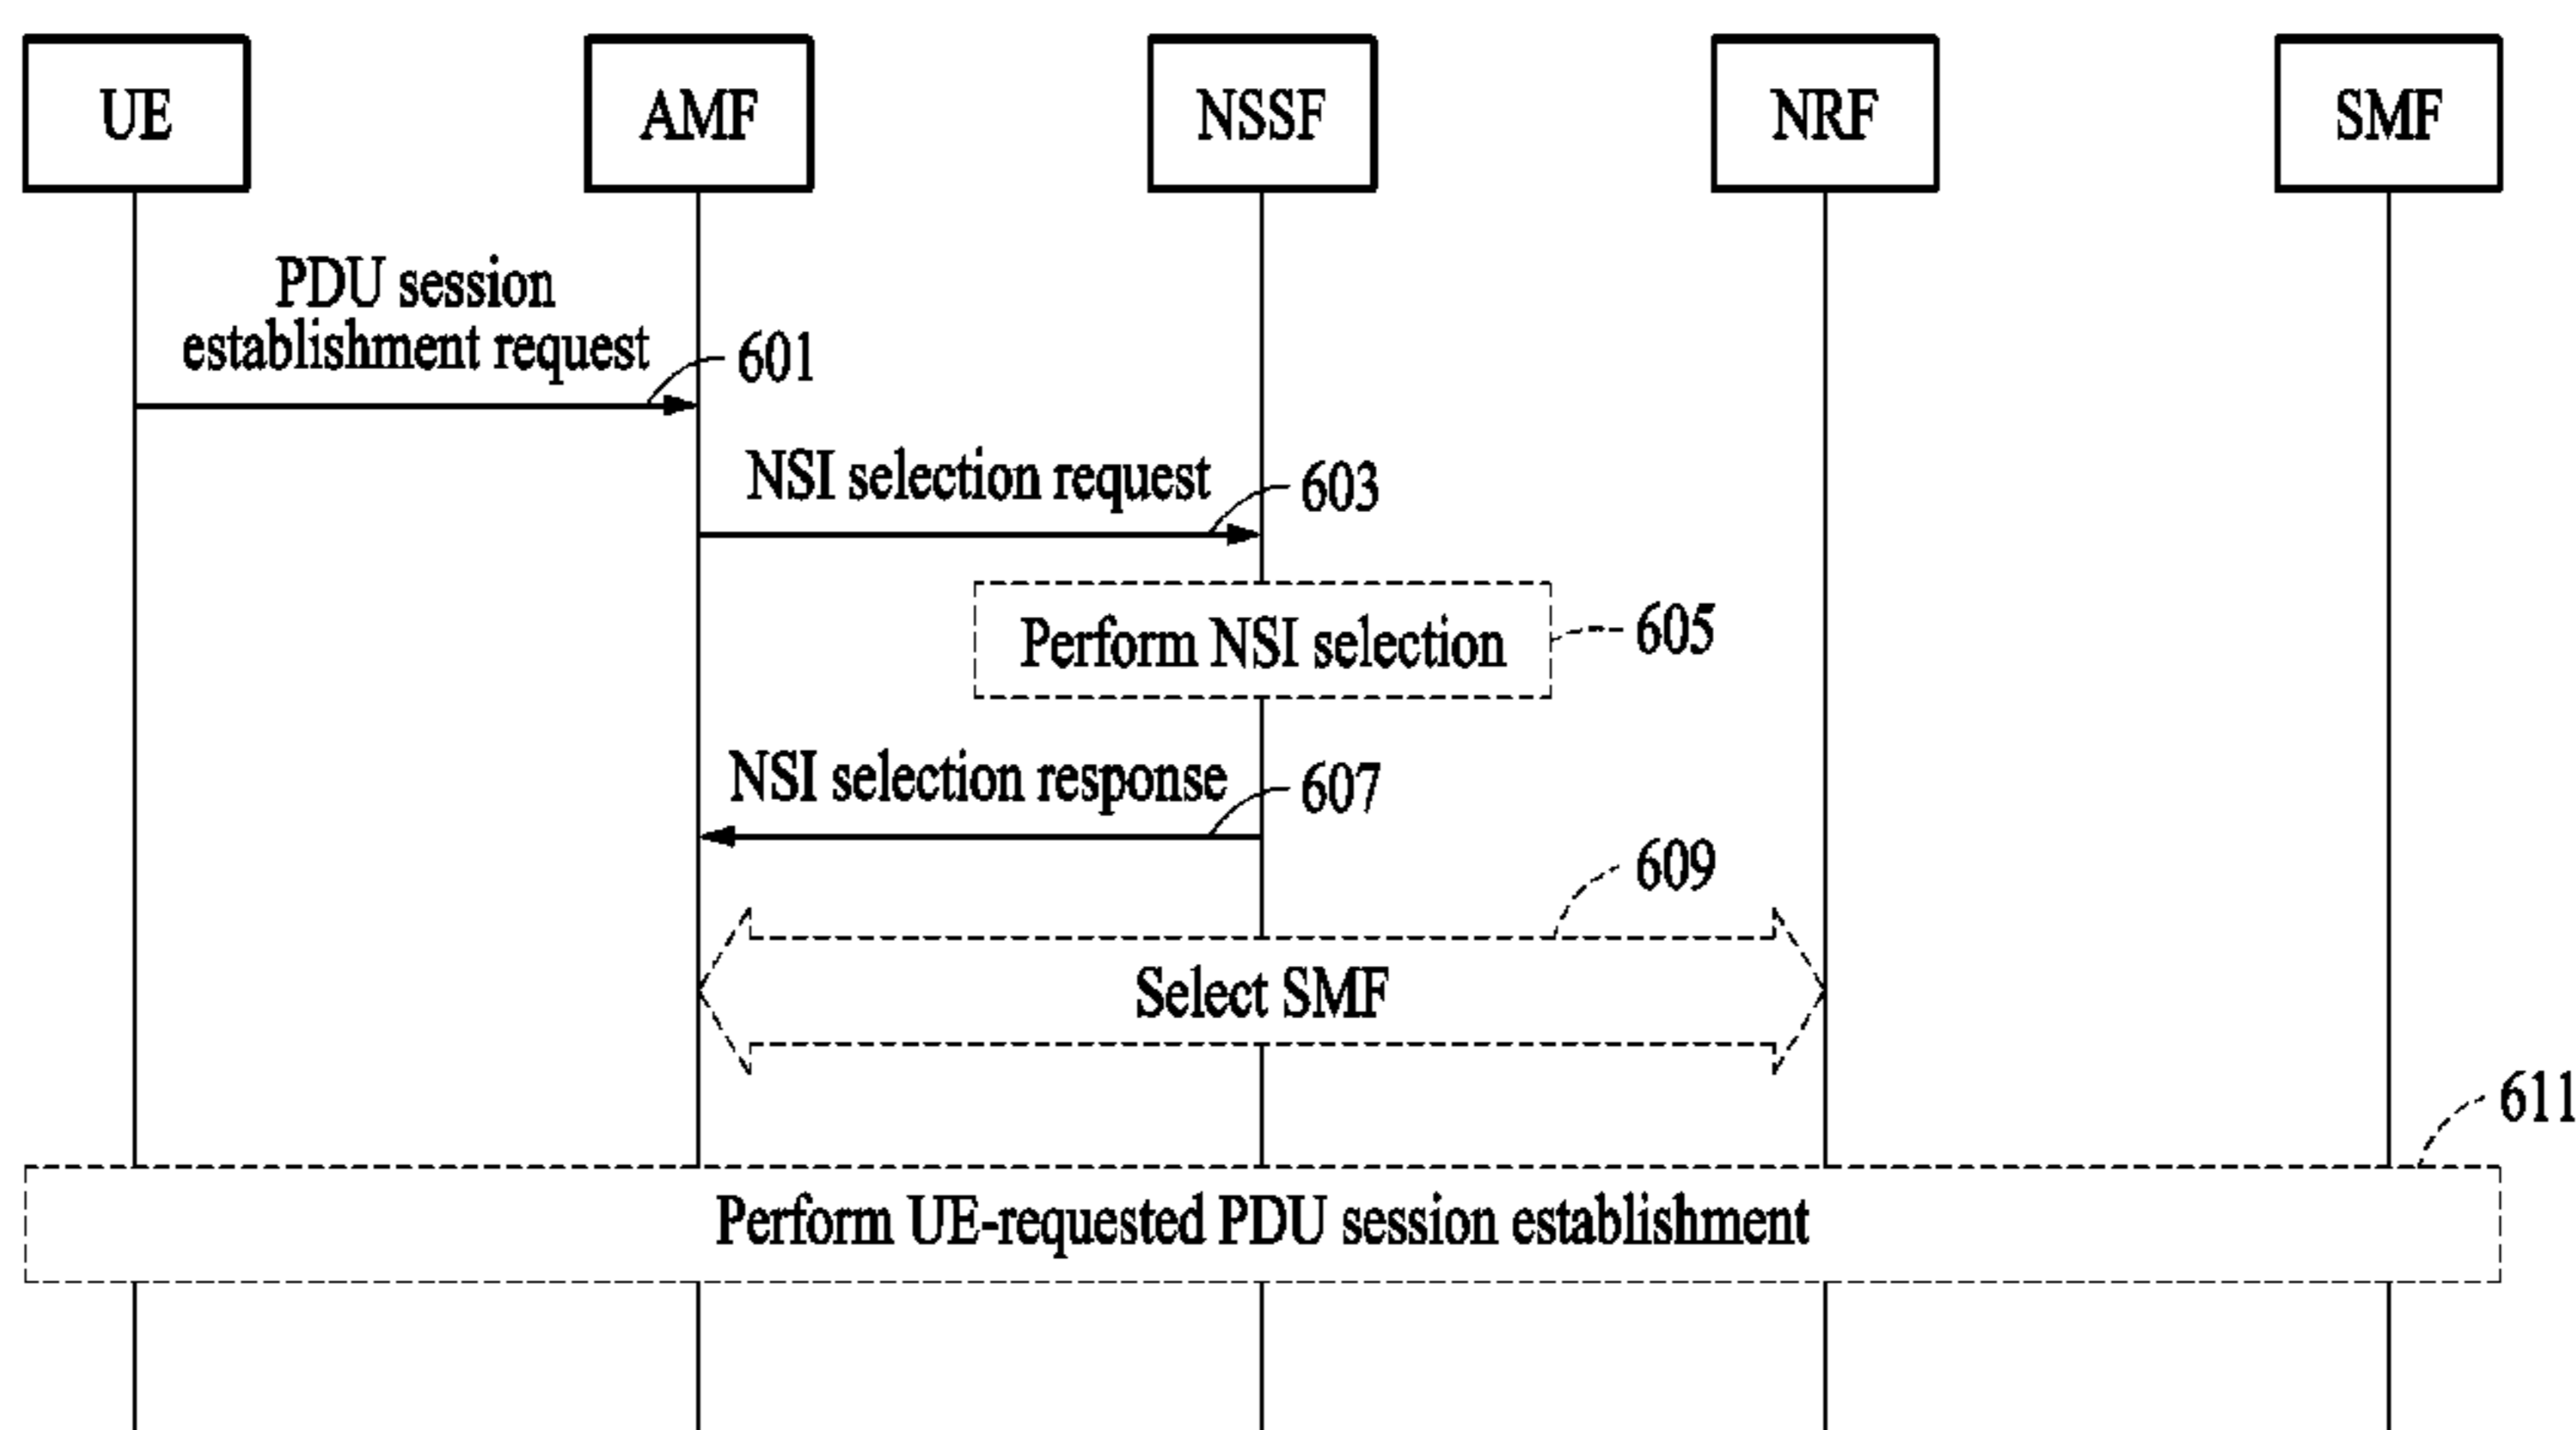 UE
AMF
NSSF
NRF
SMF
PDU session
establishment request
601
NSI selection request
603
Perform NSI selection
605
NSI selection response
607
609
Select SMF
611
Perform UE-requested PDU session establishment